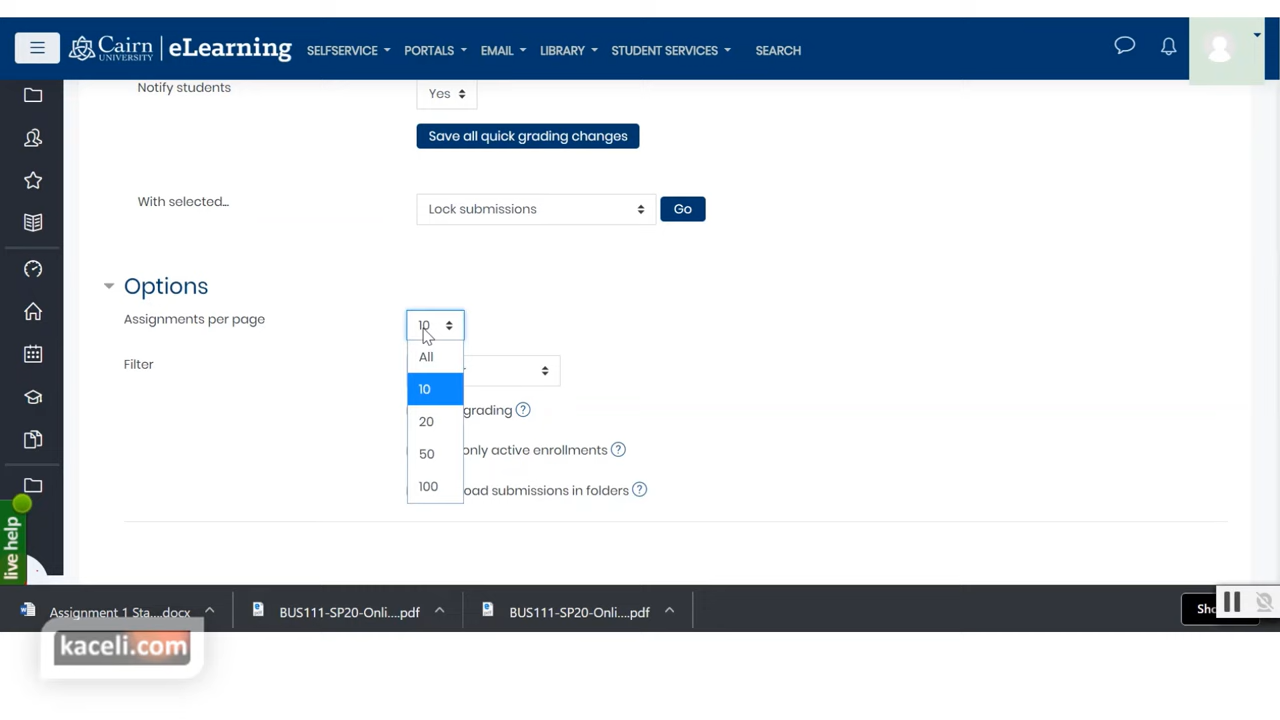 Cairn UNIVERSITY | eLearning SELFSERVICE PORTALS EMAIL LIBRARY STUDENT SERVICES SEARCH
Notify students Yes
Save all quick grading changes
With selected... Lock submissions Go
Options
Assignments per page 10
All
Filter
10
grading
20
only active enrollments
50
oad submissions in folders
100
live help
Assignment 1 Sta....docx BUS111-SP20-Onli....pdf BUS111-SP20-Onli....pdf
kaceli.com